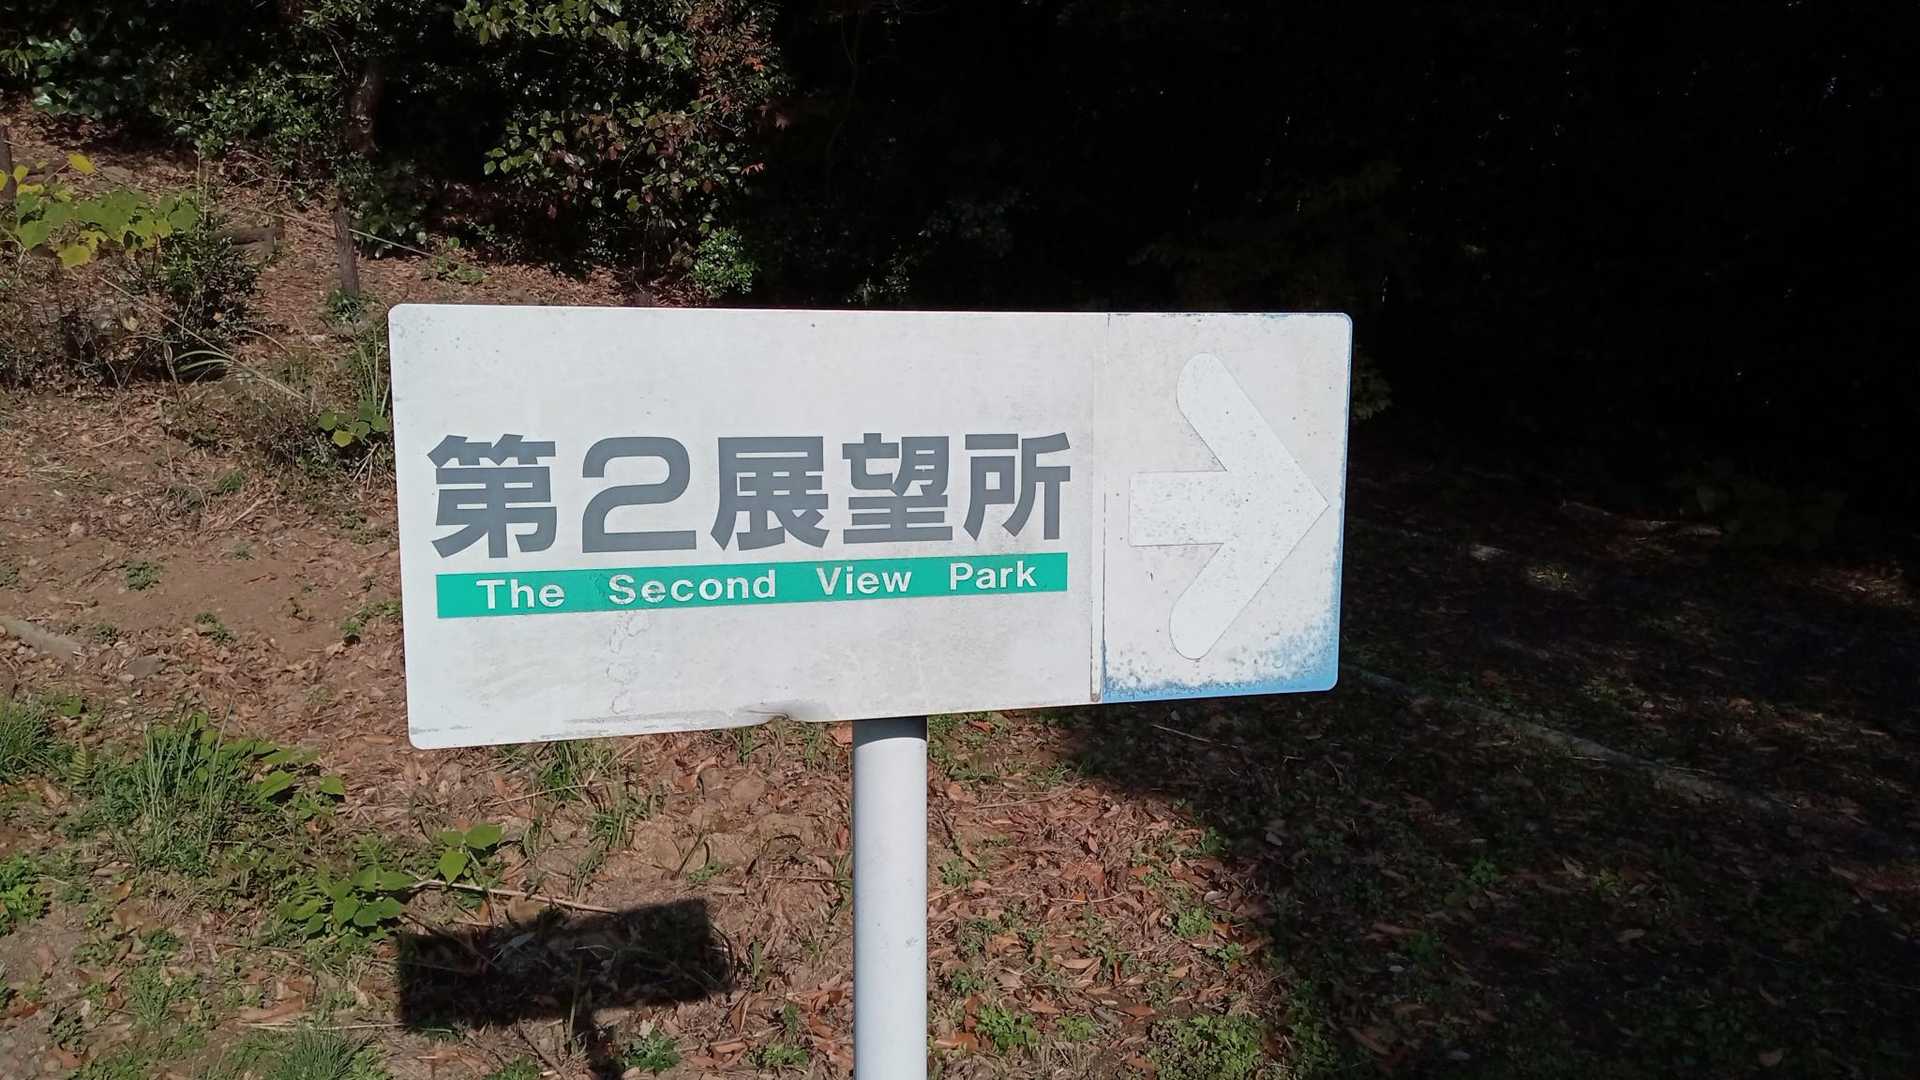 第2展望所
The Second View Park